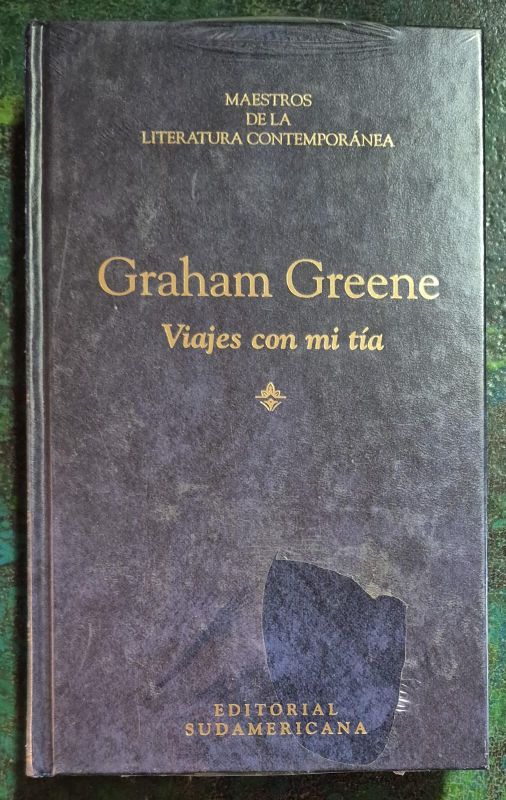 MAESTROS
DE LA
LITERATURA CONTEMPORÁNEA
Graham Greene
Viajes con mi tía
EDITORIAL
SUDAMERICANA